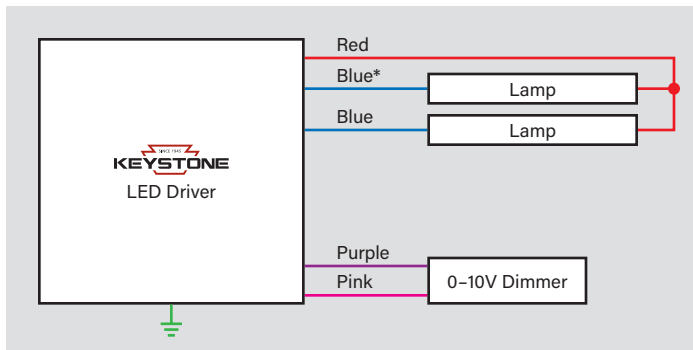 Red
Blue*
Lamp
Blue
Lamp
SINCE 1945
KEYSTONE
LED Driver
Purple
Pink
0–10V Dimmer